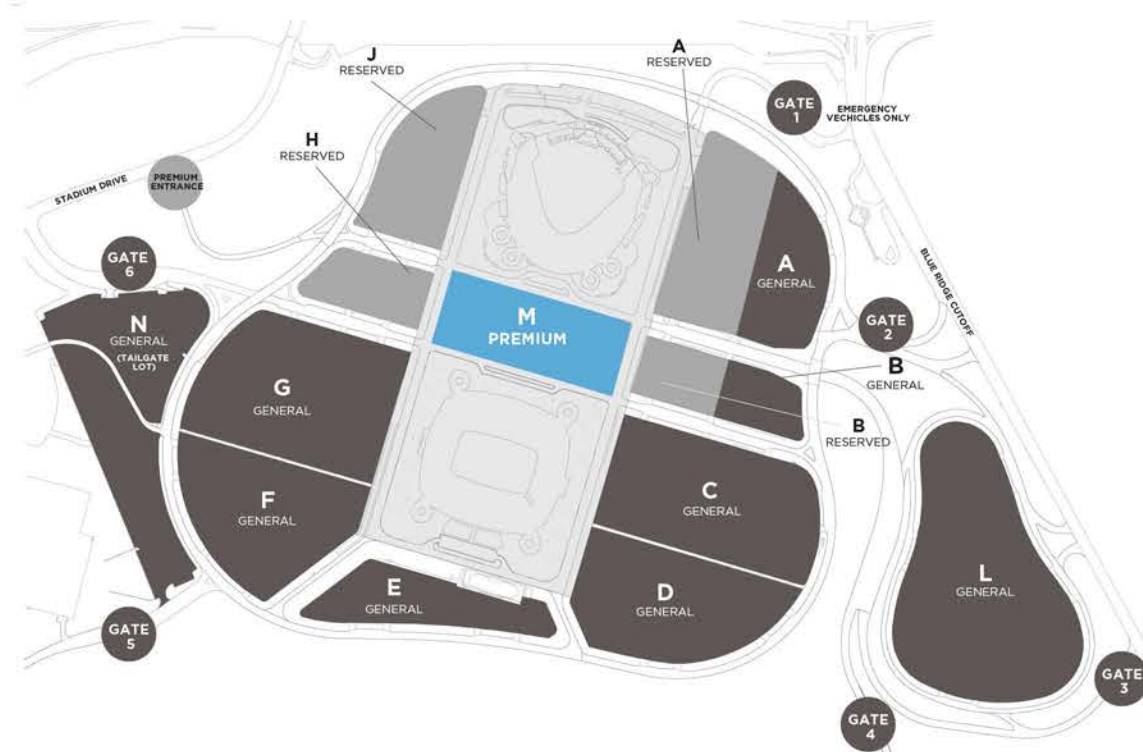 J
RESERVED
A
RESERVED
GATE
1
EMERGENCY
VECHICLES ONLY
H
RESERVED
PREMIUM
ENTRANCE
STADIUM DRIVE
GATE
6
A
GENERAL
BLUE RIDGE CUTOFF
N
GENERAL
(TAILGATE
LOT)
M
PREMIUM
GATE
2
B
GENERAL
G
GENERAL
B
RESERVED
F
GENERAL
C
GENERAL
E
GENERAL
D
GENERAL
L
GENERAL
GATE
5
GATE
3
GATE
4